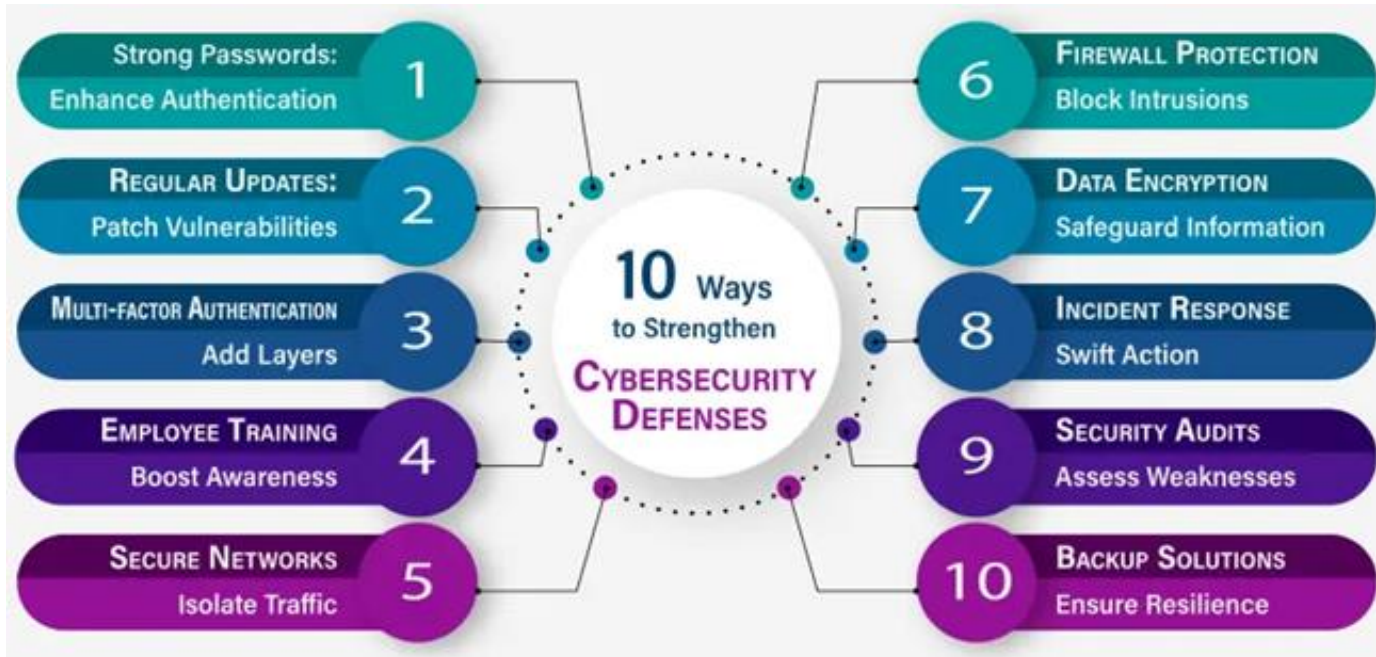 Strong Passwords:
Enhance Authentication
1
REGULAR UPDATES:
Patch Vulnerabilities
2
MULTI-FACTOR AUTHENTICATION
Add Layers
3
EMPLOYEE TRAINING
Boost Awareness
4
SECURE NETWORKS
Isolate Traffic
5
10 Ways
to Strengthen
CYBERSECURITY
DEFENSES
6
FIREWALL PROTECTION
Block Intrusions
7
DATA ENCRYPTION
Safeguard Information
8
INCIDENT RESPONSE
Swift Action
9
SECURITY AUDITS
Assess Weaknesses
10
BACKUP SOLUTIONS
Ensure Resilience